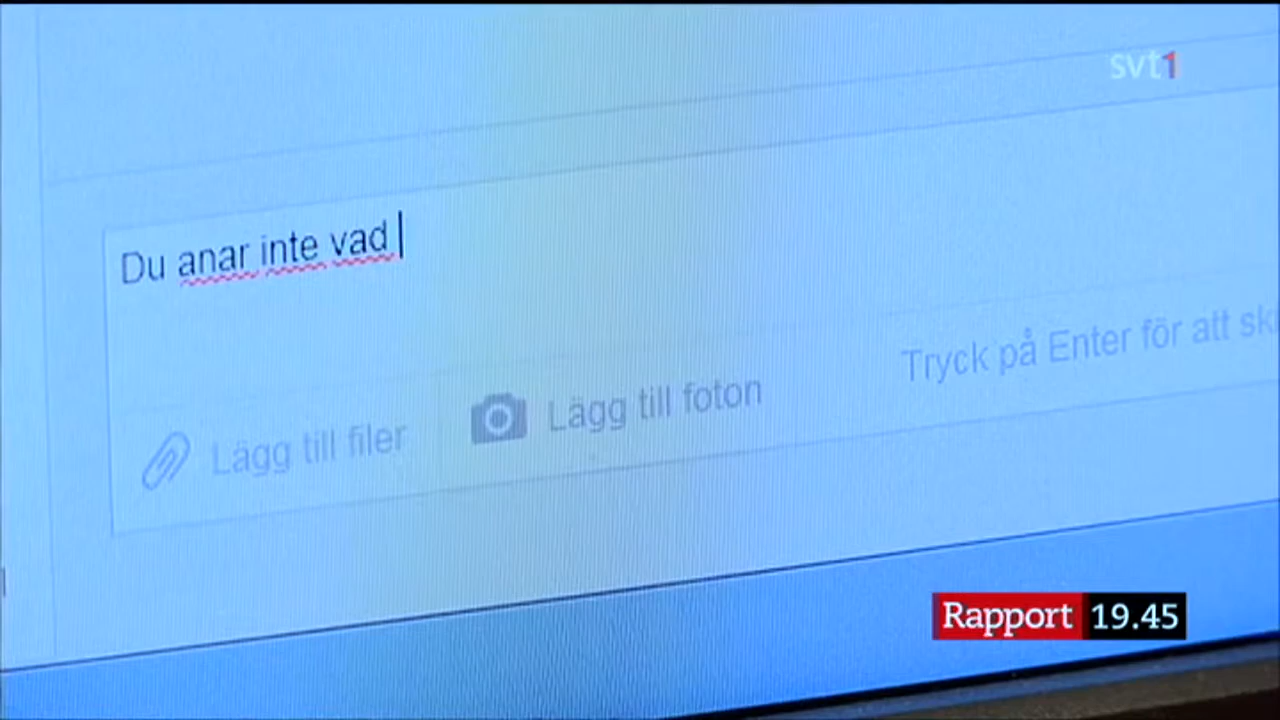 svt1
Du anar inte vad
Tryck på Enter för att sk
Lägg till foton
Lägg till filer
Rapport 19.45